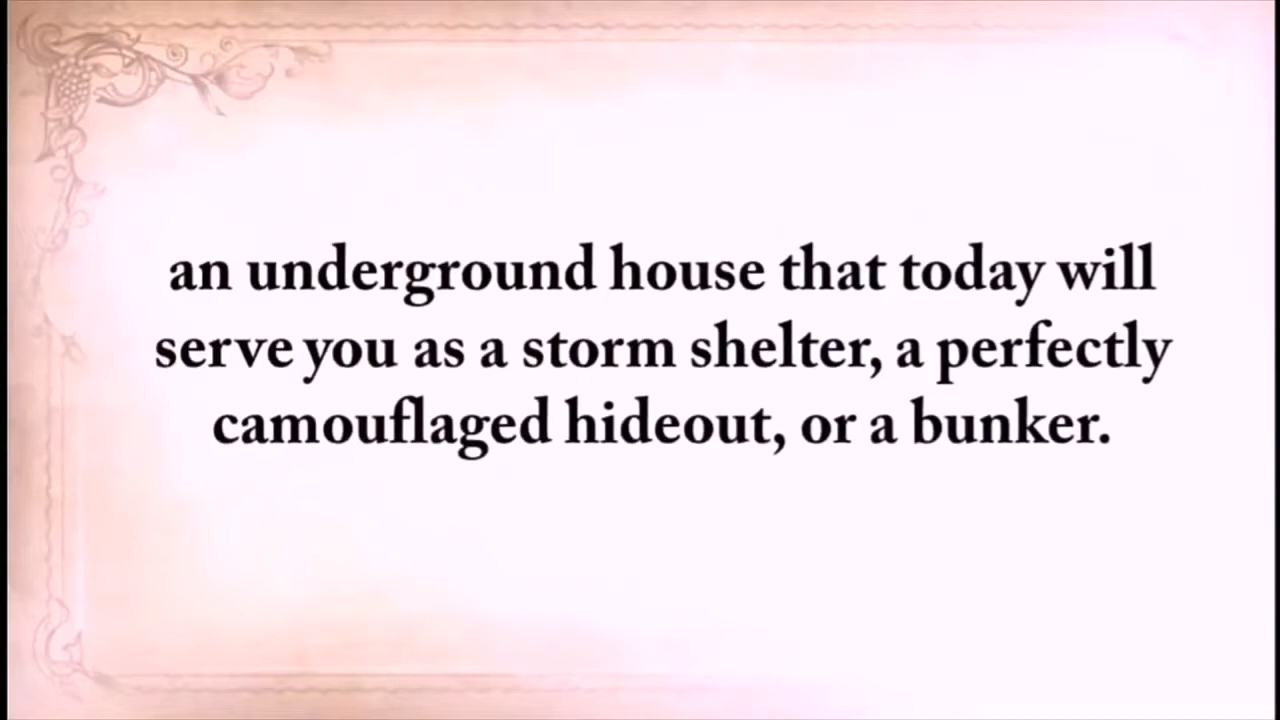 an underground house that today will
serve you as a storm shelter, a perfectly
camouflaged hideout, or a bunker.